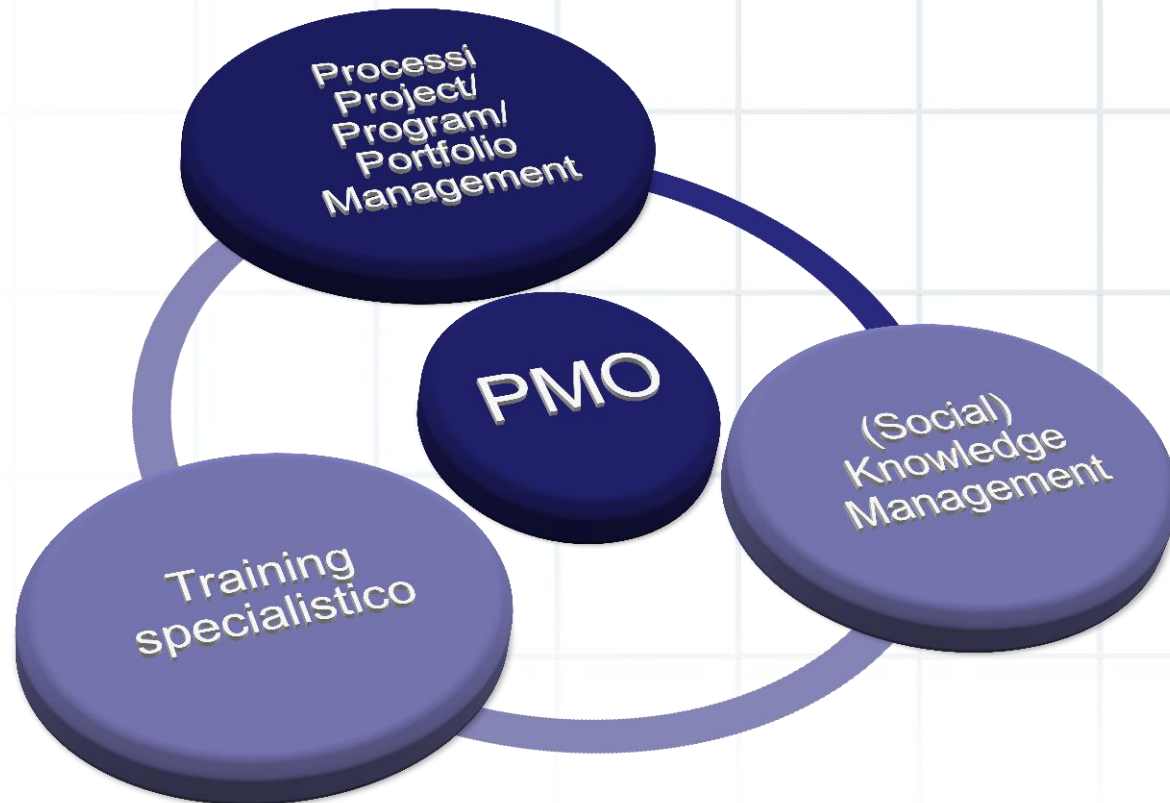 Processi
Project/
Program/
Portfolio
Management
PMO
(Social)
Knowledge
Management
Training
specialistico